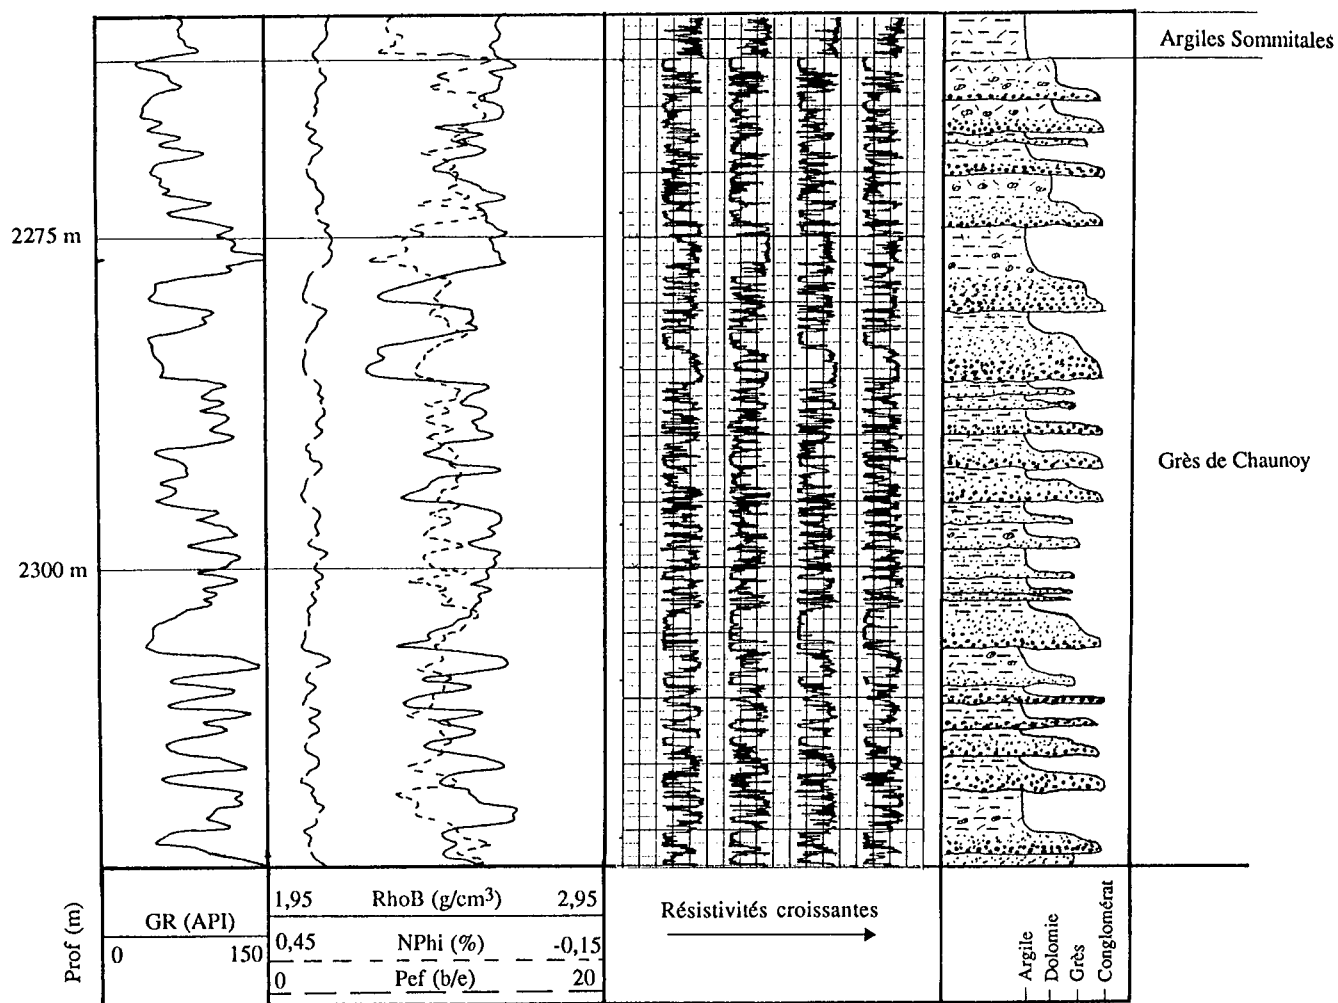 Argiles Sommitales
2275 m
Grès de Chaunoy
2300 m
Prof (m)
GR (API)
0 150
1,95 RhoB (g/cm³) 2,95
0,45 NPhi (%) -0,15
0 Pef (b/e) 20
Résistivités croissantes
Argile
Dolomie
Grès
Conglomérat